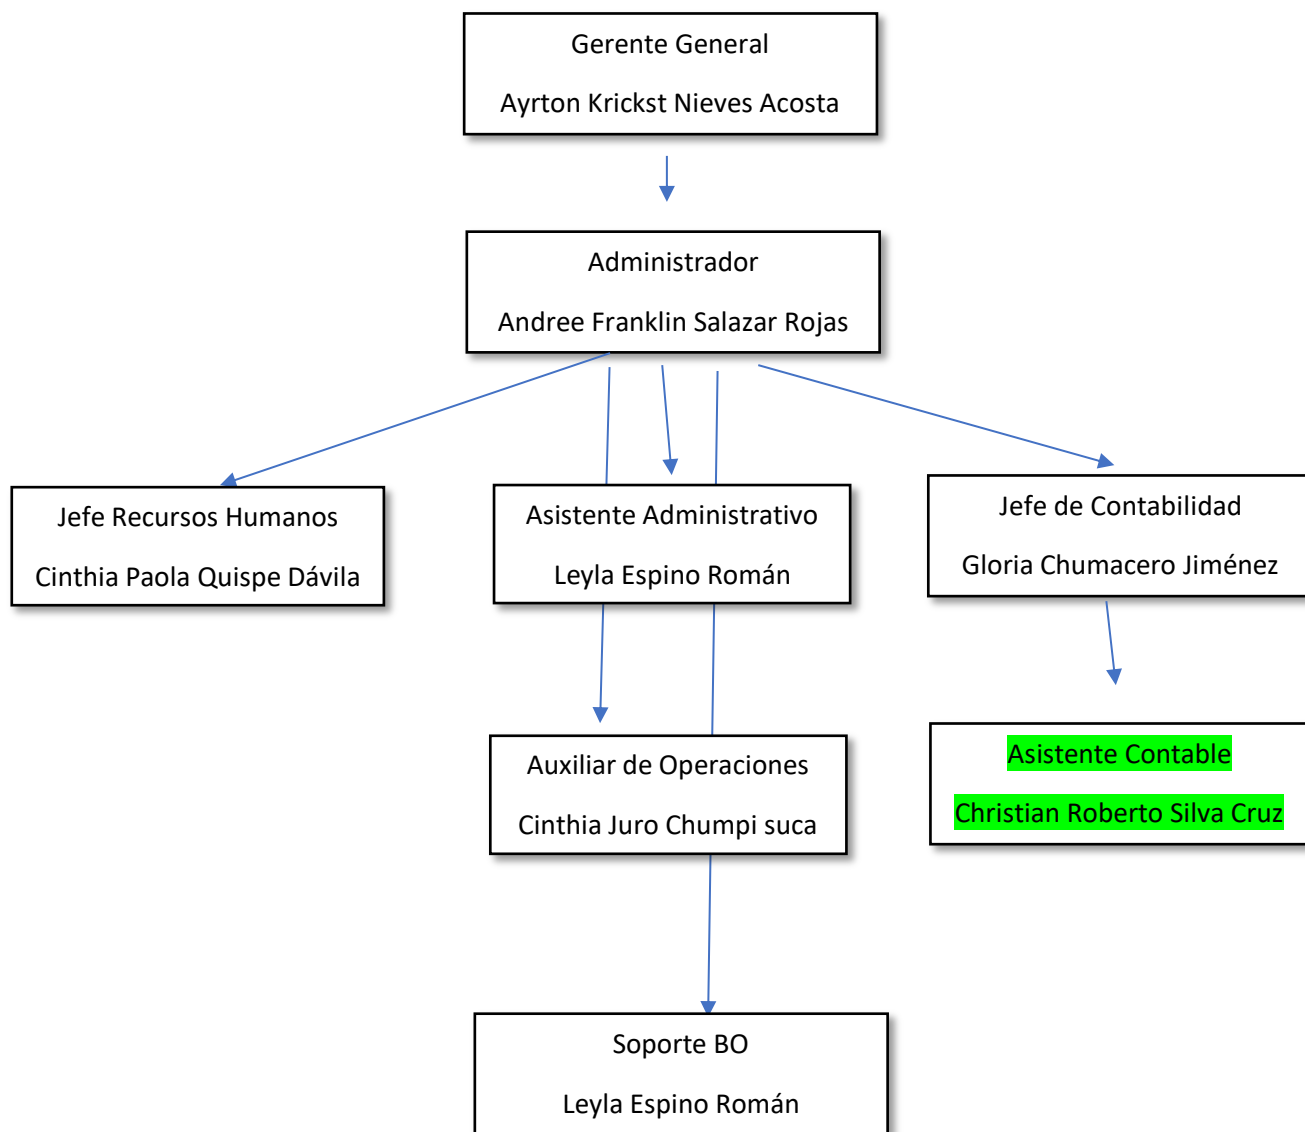 Gerente General
Ayrton Krickst Nieves Acosta
Administrador
Andree Franklin Salazar Rojas
Jefe Recursos Humanos
Cinthia Paola Quispe Dávila
Asistente Administrativo
Leyla Espino Román
Jefe de Contabilidad
Gloria Chumacero Jiménez
Auxiliar de Operaciones
Cinthia Juro Chumpi suca
Asistente Contable
Christian Roberto Silva Cruz
Soporte BO
Leyla Espino Román